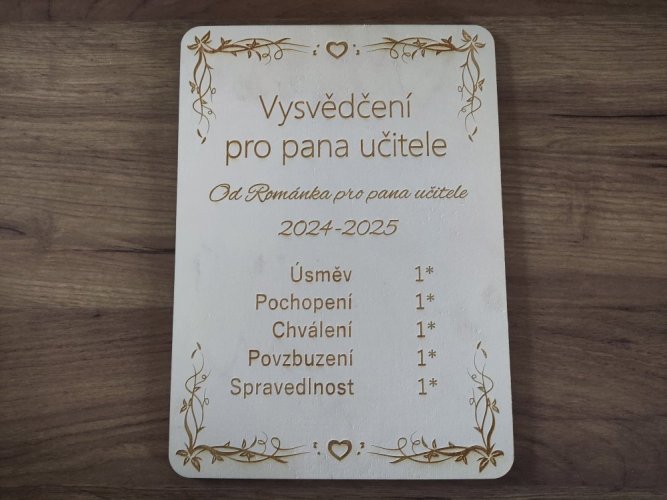 Vysvědčení
pro pana učitele
Od Románka pro pana učitele
2024-2025
Úsměv 1*
Pochopení 1*
Chválení 1*
Povzbuzení 1*
Spravedlnost 1*